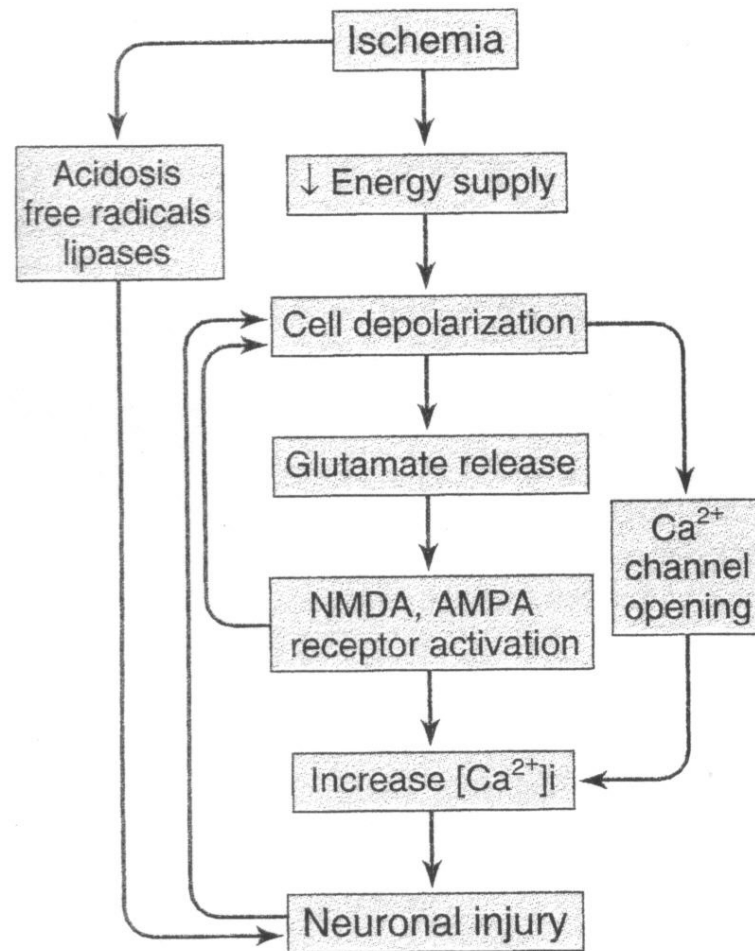 Ischemia
Acidosis
free radicals
lipases
↓ Energy supply
Cell depolarization
Glutamate release
Ca²⁺
channel
opening
NMDA, AMPA
receptor activation
Increase [Ca²⁺]i
Neuronal injury